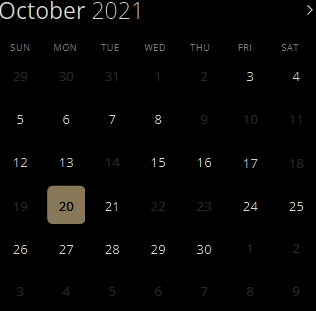 October 2021
SUN MON TUE WED THU FRI SAT
29 30 31 1 2 3 4
5 6 7 8 9 10 11
12 13 14 15 16 17 18
19 20 21 22 23 24 25
26 27 28 29 30 1 2
3 4 5 6 7 8 9